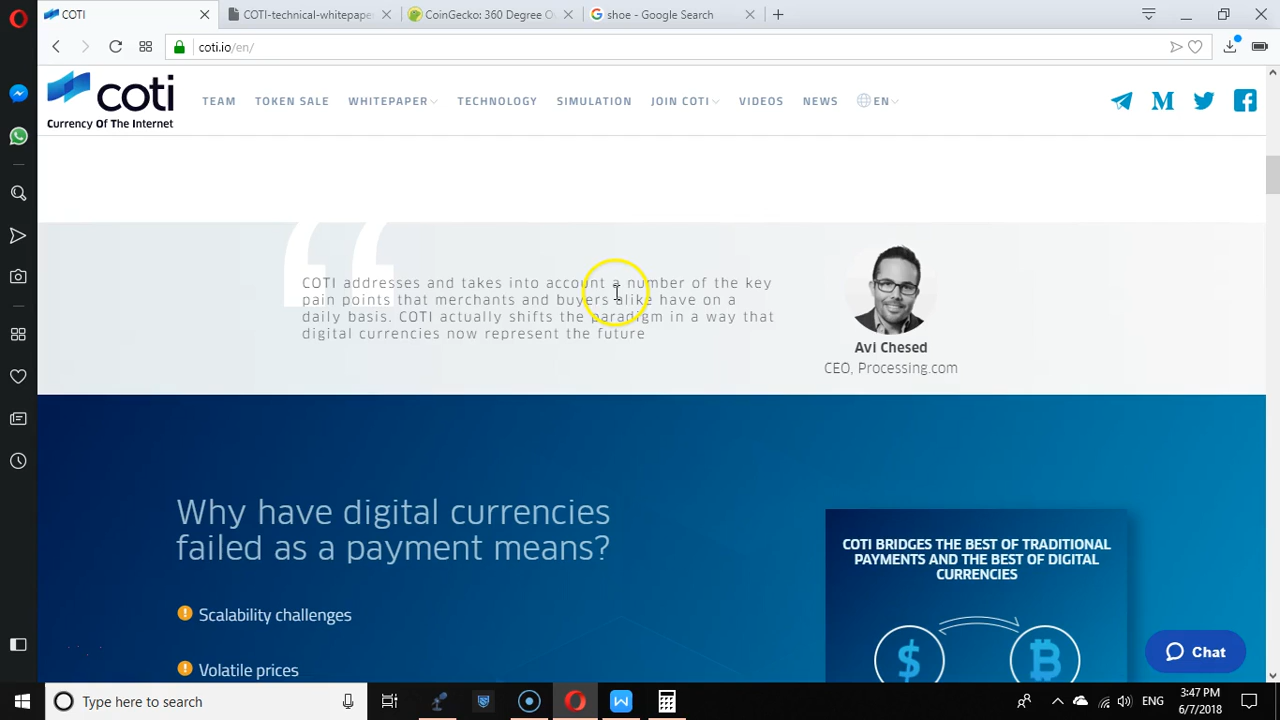 COTI
COTI-technical-whitepaper
CoinGecko: 360 Degree O
shoe - Google Search
coti.io/en/
coti
Currency Of The Internet
TEAM
TOKEN SALE
WHITEPAPER
TECHNOLOGY
SIMULATION
JOIN COTI
VIDEOS
NEWS
EN
COTI addresses and takes into account a number of the key
pain points that merchants and buyers alike have on a
daily basis. COTI actually shifts the paradigm in a way that
digital currencies now represent the future
Avi Chesed
CEO, Processing.com
Why have digital currencies
failed as a payment means?
Scalability challenges
Volatile prices
COTI BRIDGES THE BEST OF TRADITIONAL
PAYMENTS AND THE BEST OF DIGITAL
CURRENCIES
Chat
Type here to search
ENG
3:47 PM
6/7/2018